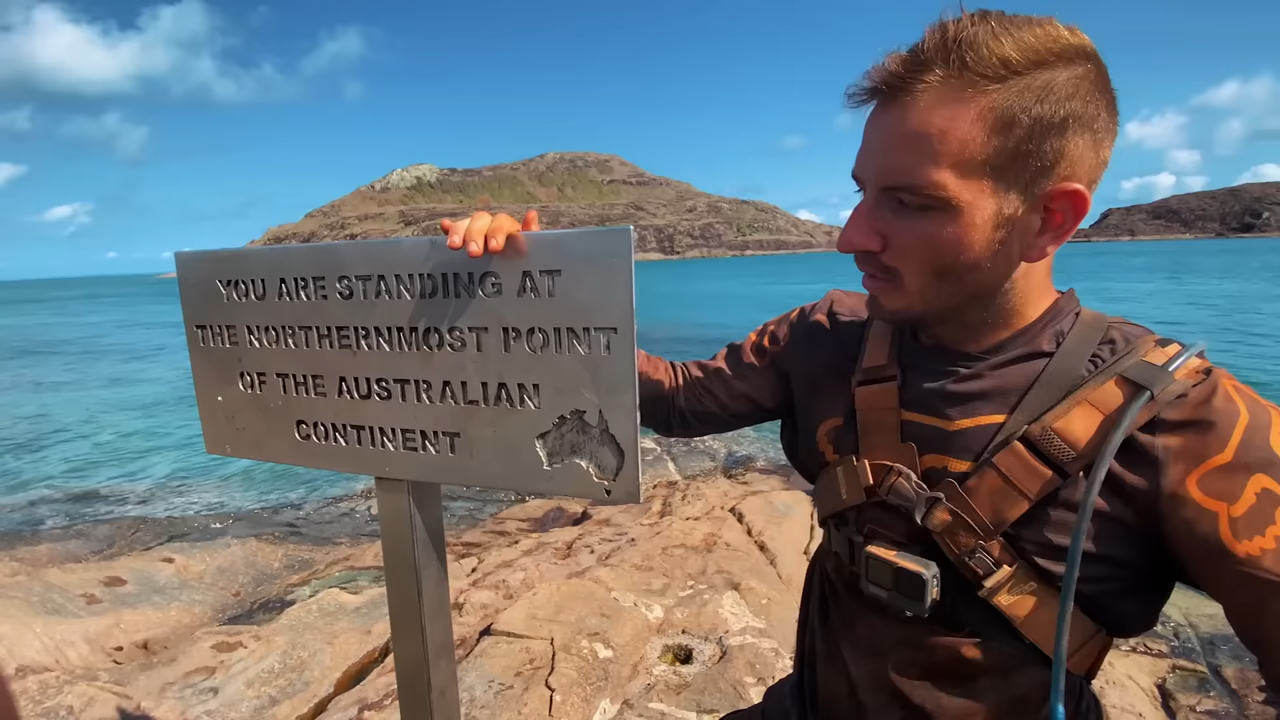 YOU ARE STANDING AT
THE NORTHERNMOST POINT
OF THE AUSTRALIAN
CONTINENT